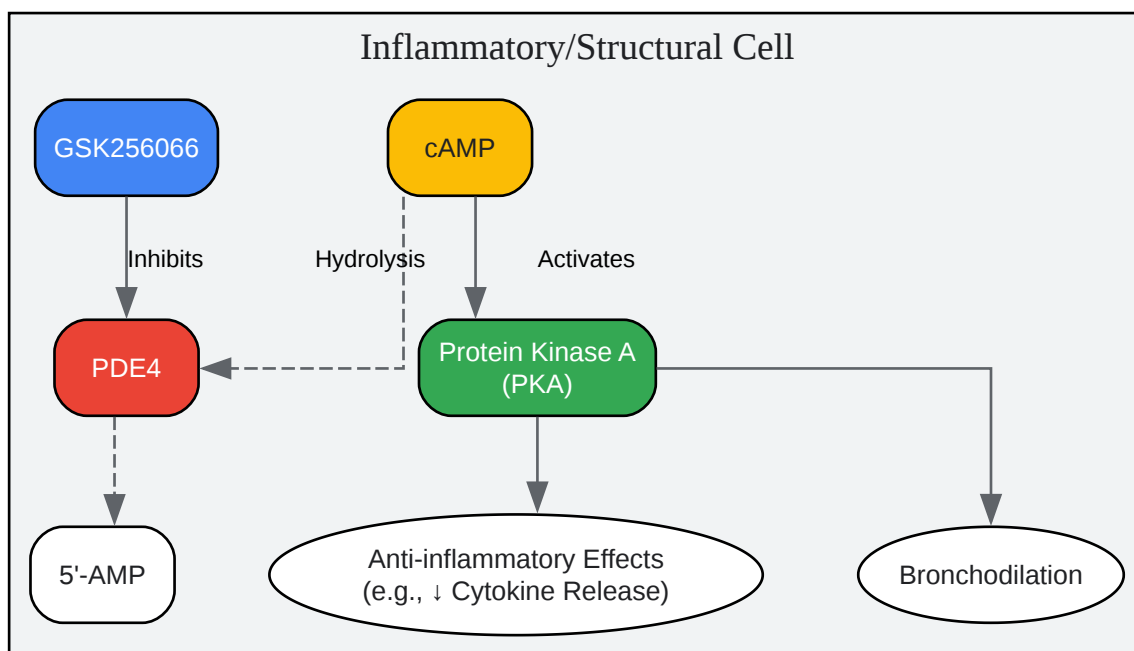 Inflammatory/Structural Cell
GSK256066
cAMP
Inhibits
Hydrolysis
Activates
PDE4
Protein Kinase A
(PKA)
5'-AMP
Anti-inflammatory Effects
(e.g., ↓ Cytokine Release)
Bronchodilation